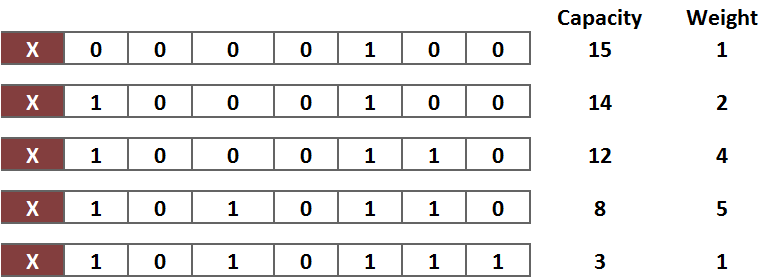 Capacity Weight
X 0 0 0 0 1 0 0 15 1
X 1 0 0 0 1 0 0 14 2
X 1 0 0 0 1 1 0 12 4
X 1 0 1 0 1 1 0 8 5
X 1 0 1 0 1 1 1 3 1